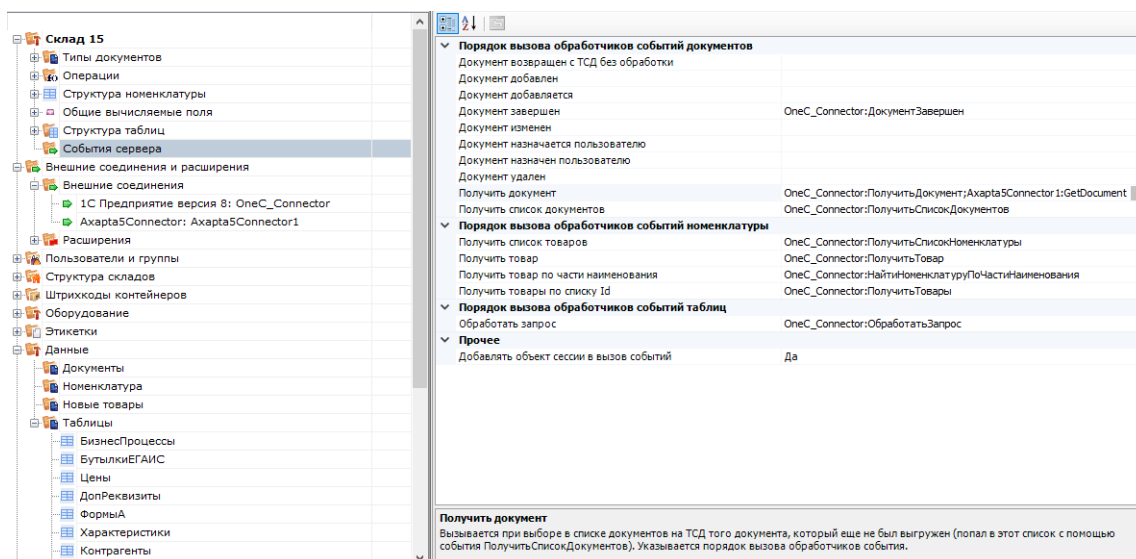 Склад 15
Типы документов
Операции
Структура номенклатуры
Общие вычисляемые поля
Структура таблиц
События сервера
Внешние соединения и расширения
Внешние соединения
1С Предприятие версия 8: OneC_Connector
Axapta5Connector: Axapta5Connector1
Расширения
Пользователи и группы
Структура складов
Штрихкоды контейнеров
Оборудование
Этикетки
Данные
Документы
Номенклатура
Новые товары
Таблицы
БизнесПроцессы
БутылкиЕГАИС
Цены
ДопРеквизиты
ФормыА
Характеристики
Контрагенты
Порядок вызова обработчиков событий документов
Документ возвращен с ТСД без обработки
Документ добавлен
Документ добавляется
Документ завершен OneC_Connector:ДокументЗавершен
Документ изменен
Документ назначается пользователю
Документ назначен пользователю
Документ удален
Получить документ OneC_Connector:ПолучитьДокумент;Axapta5Connector1:GetDocument
Получить список документов OneC_Connector:ПолучитьСписокДокументов
Порядок вызова обработчиков событий номенклатуры
Получить список товаров OneC_Connector:ПолучитьСписокНоменклатуры
Получить товар OneC_Connector:ПолучитьТовар
Получить товар по части наименования OneC_Connector:НайтиНоменклатуруПоЧастиНаименования
Получить товары по списку Id OneC_Connector:ПолучитьТовары
Порядок вызова обработчиков событий таблиц
Обработать запрос OneC_Connector:ОбработатьЗапрос
Прочее
Добавлять объект сессии в вызов событий Да
Получить документ
Вызывается при выборе в списке документов на ТСД того документа, который еще не был выгружен (попал в этот список с помощью
события ПолучитьСписокДокументов). Указывается порядок вызова обработчиков события.